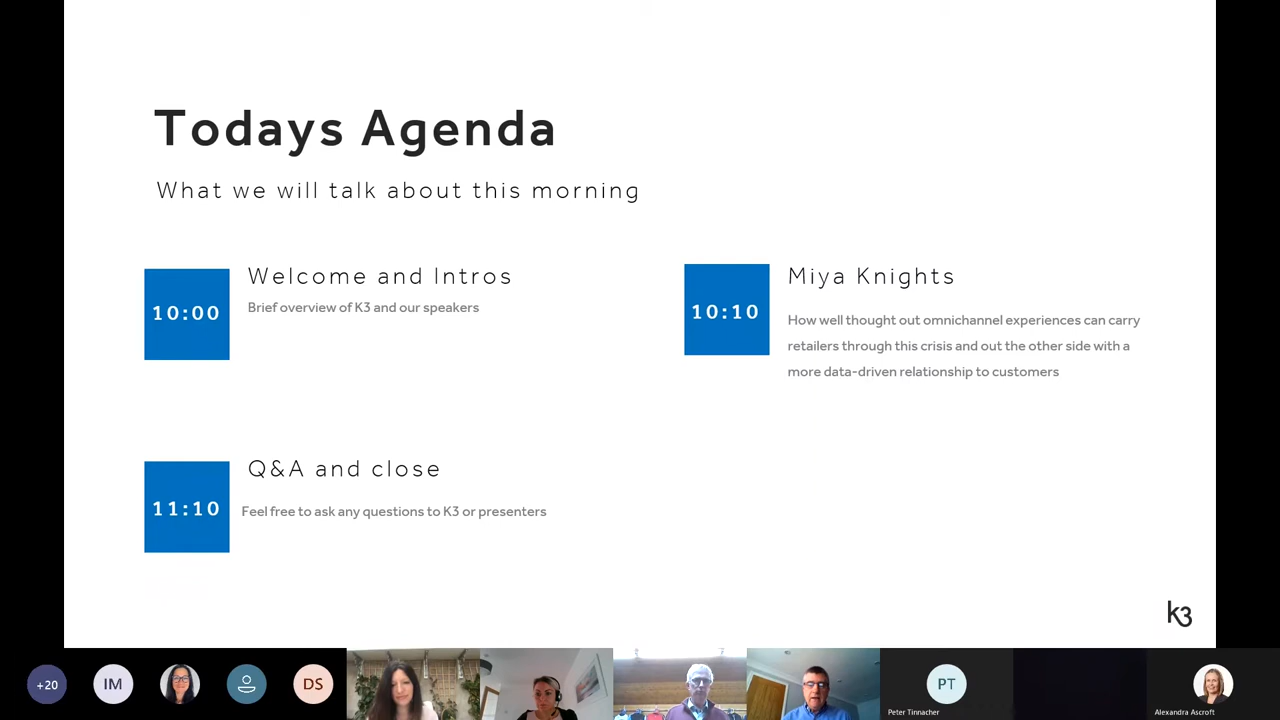 Todays Agenda
What we will talk about this morning
10:00
Welcome and Intros
Brief overview of K3 and our speakers
10:10
Miya Knights
How well thought out omnichannel experiences can carry
retailers through this crisis and out the other side with a
more data-driven relationship to customers
11:10
Q&A and close
Feel free to ask any questions to K3 or presenters
k3
+20
IM
DS
PT
Peter Tinnacher
Alexandra Ascroft